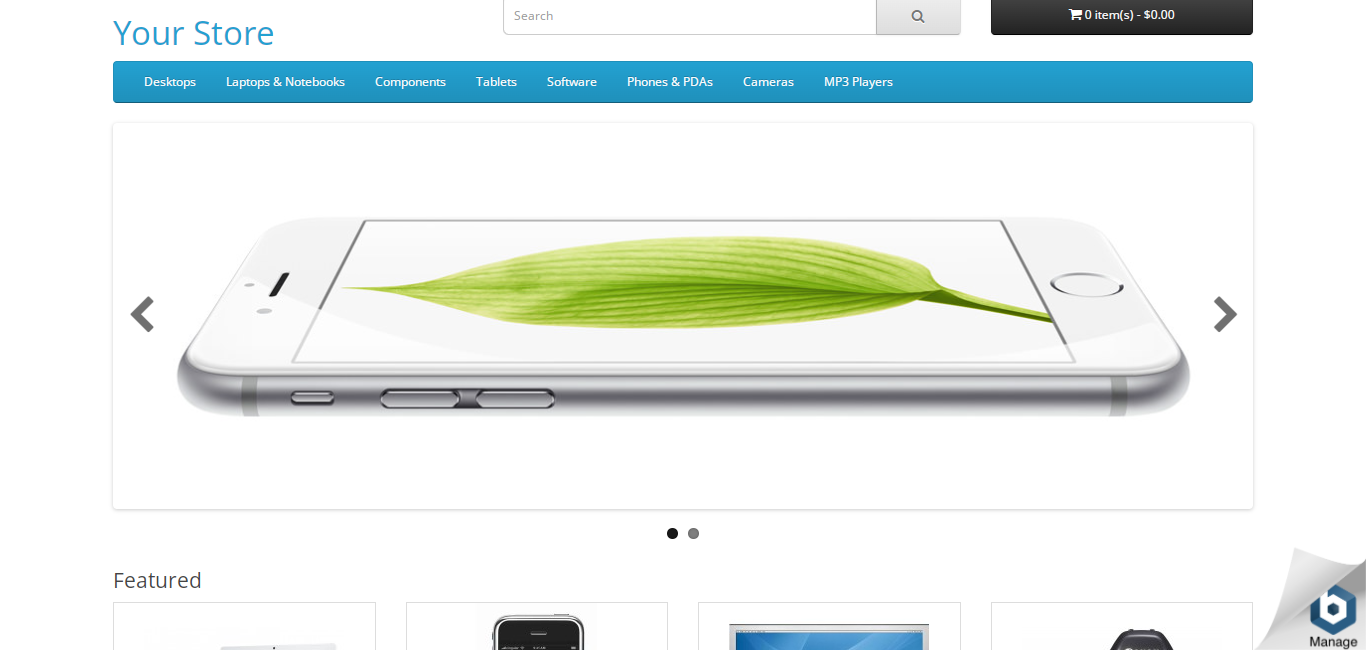 Search
0 item(s) - $0.00
Your Store
Desktops Laptops & Notebooks Components Tablets Software Phones & PDAs Cameras MP3 Players
Featured
Manage